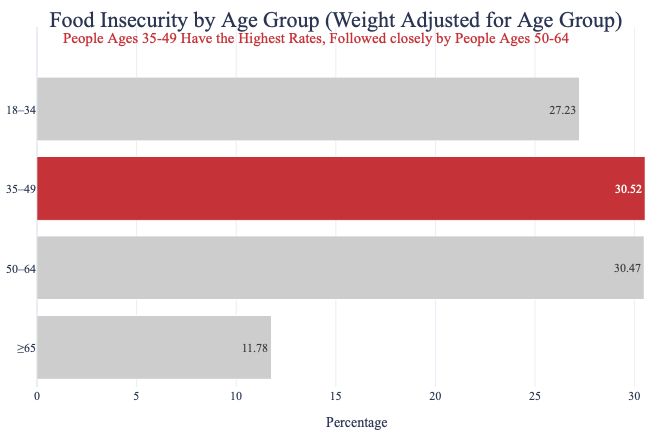 Food Insecurity by Age Group (Weight Adjusted for Age Group)
People Ages 35-49 Have the Highest Rates, Followed closely by People Ages 50-64
18–34
27.23
35–49
30.52
50–64
30.47
≥65
11.78
0 5 10 15 20 25 30
Percentage